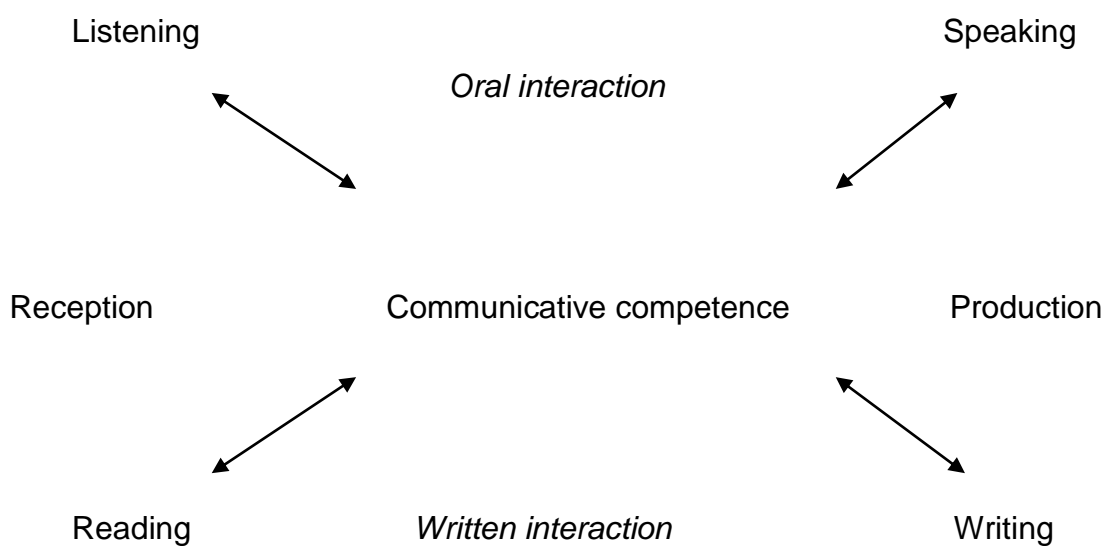 Listening Speaking
Oral interaction
Reception Communicative competence Production
Reading Written interaction Writing